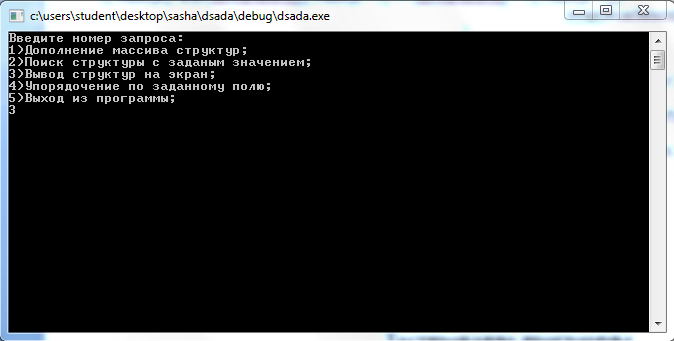 c:\users\student\desktop\sasha\dsada\debug\dsada.exe
Введите номер запроса:
1)Дополнение массива структур;
2)Поиск структуры с заданым значением;
3)Вывод структур на экран;
4)Упорядочение по заданному полю;
5)Выход из программы;
3